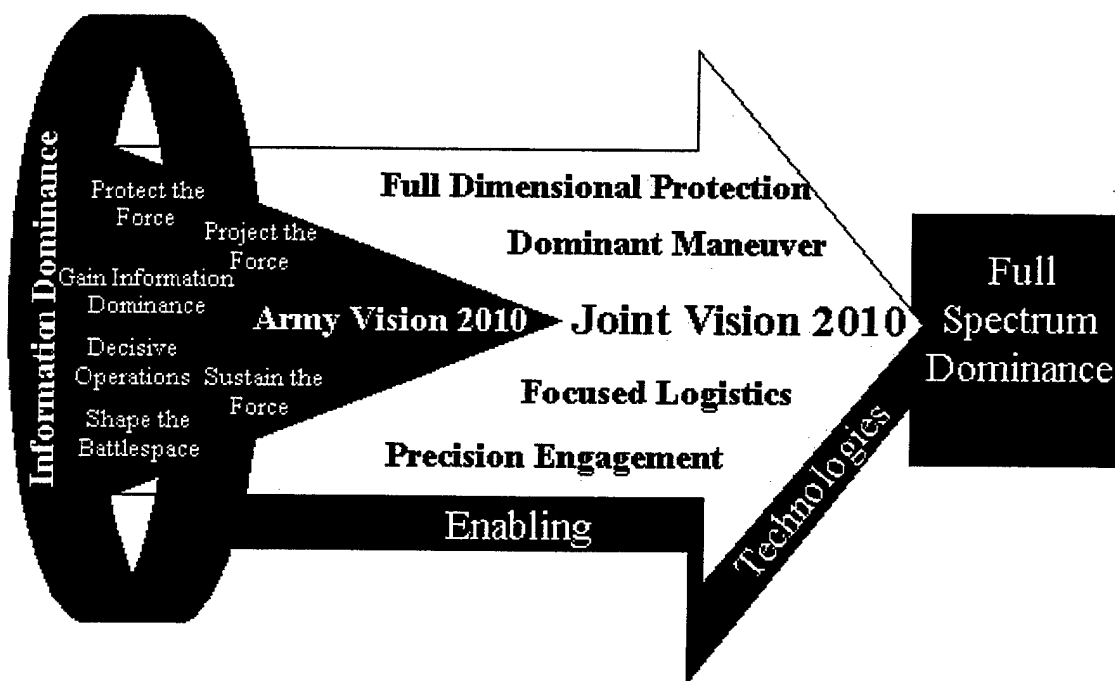 Information Dominance
Protect the
Force
Project the
Force
Gain Information
Dominance
Decisive
Operations
Sustain the
Force
Shape the
Battlespace
Army Vision 2010
Full Dimensional Protection
Dominant Maneuver
Joint Vision 2010
Focused Logistics
Precision Engagement
Enabling
Technologies
Full
Spectrum
Dominance